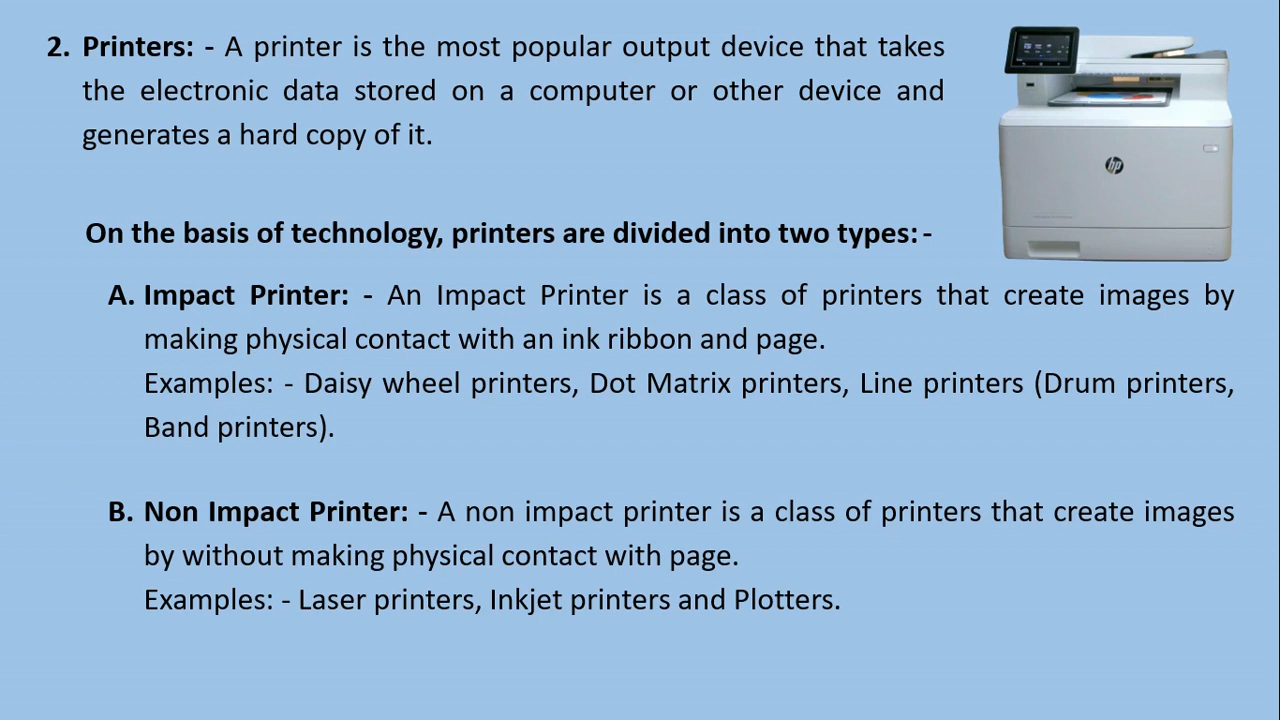 2. Printers: - A printer is the most popular output device that takes
the electronic data stored on a computer or other device and
generates a hard copy of it.
hp
On the basis of technology, printers are divided into two types: -
A. Impact Printer: - An Impact Printer is a class of printers that create images by
making physical contact with an ink ribbon and page.
Examples: - Daisy wheel printers, Dot Matrix printers, Line printers (Drum printers,
Band printers).
B. Non Impact Printer: - A non impact printer is a class of printers that create images
by without making physical contact with page.
Examples: - Laser printers, Inkjet printers and Plotters.